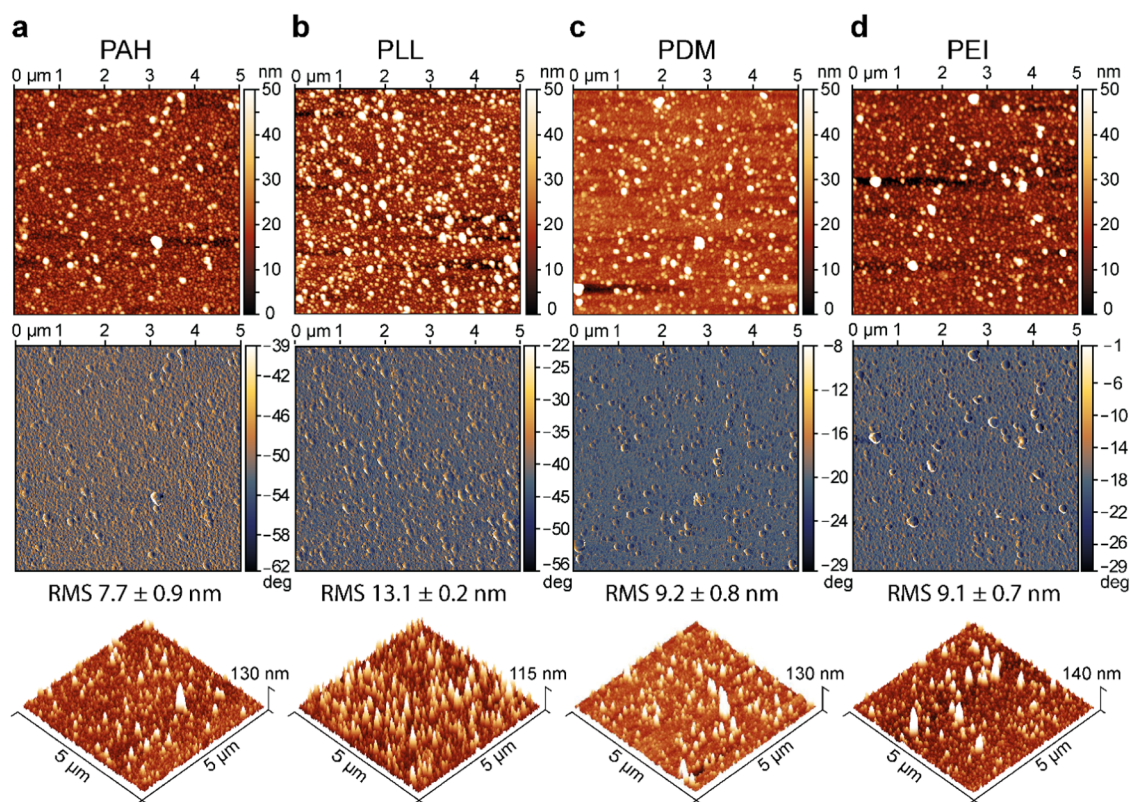 a b c d
PAH PLL PDM PEI
0 µm 1 2 3 4 5 nm 0 µm 1 2 3 4 5 nm 0 µm 1 2 3 4 5 nm 0 µm 1 2 3 4 5 nm
50 50 50 50
40 40 40 40
30 30 30 30
20 20 20 20
10 10 10 10
0 0 0 0
0 µm 1 2 3 4 5 0 µm 1 2 3 4 5 0 µm 1 2 3 4 5 0 µm 1 2 3 4 5
−39 −22 −8 −1
−42 −25 −12 −6
−46 −30 −16 −10
−50 −35 −20 −14
−54 −40 −24 −18
−58 −45 −29 −22
−62 −50 −26
−56 −29
deg deg deg deg
RMS 7.7 ± 0.9 nm RMS 13.1 ± 0.2 nm RMS 9.2 ± 0.8 nm RMS 9.1 ± 0.7 nm
130 nm 115 nm 130 nm 140 nm
5 µm 5 µm 5 µm 5 µm 5 µm 5 µm 5 µm 5 µm